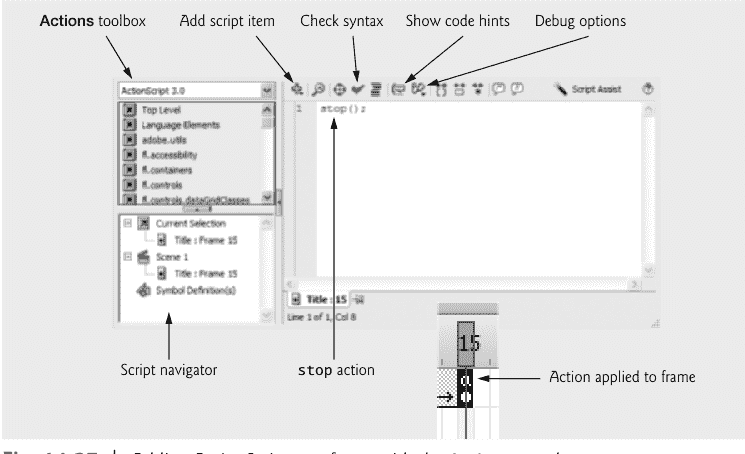 Actions toolbox
Add script item
Check syntax
Show code hints
Debug options
ActionScript 3.0
Script Assist
Top Level
Language Elements
adobe.utils
fl.accessibility
fl.containers
fl.controls
fl.controls.dataGridClasses
1 stop();
Current Selection
Title : Frame 15
Scene 1
Title : Frame 15
Symbol Definition(s)
Title : 15
Line 1 of 1, Col 8
15
a
Script navigator
stop action
Action applied to frame